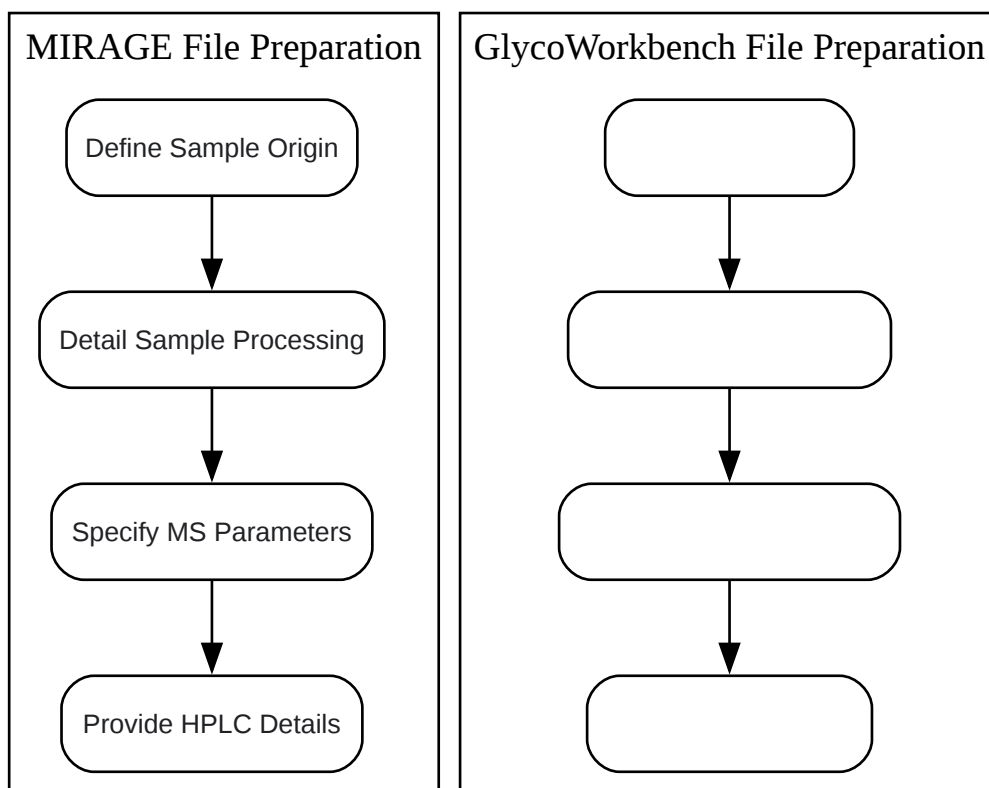 MIRAGE File Preparation
Define Sample Origin
Detail Sample Processing
Specify MS Parameters
Provide HPLC Details
GlycoWorkbench File Preparation